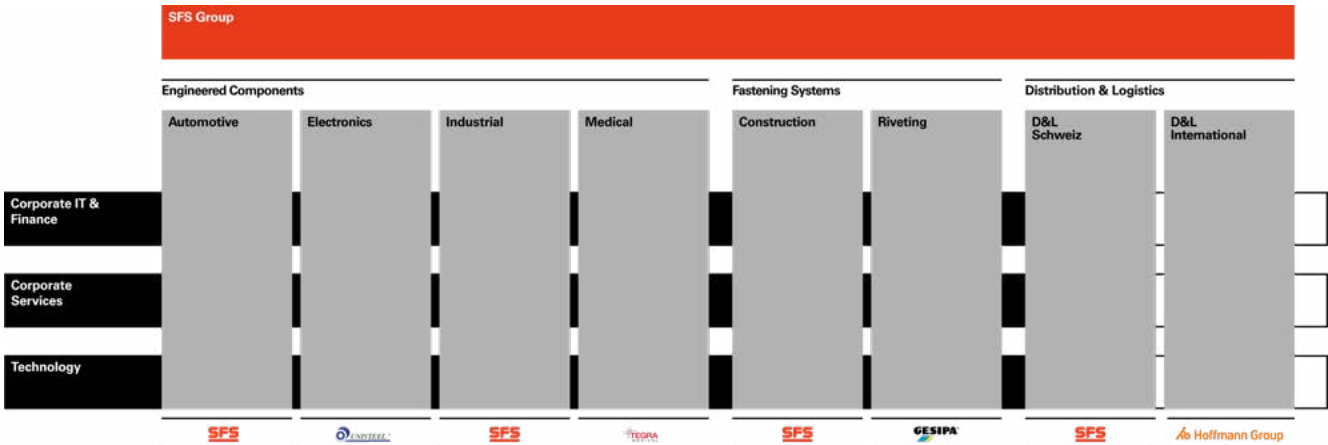 SFS Group
Engineered Components
Fastening Systems
Distribution & Logistics
Automotive
Electronics
Industrial
Medical
Construction
Riveting
D&L
Schweiz
D&L
International
Corporate IT &
Finance
Corporate
Services
Technology
SFS
UNISTEEL
SFS
TEGRA
MEDICAL
SFS
GESIPA
SFS
Hoffmann Group